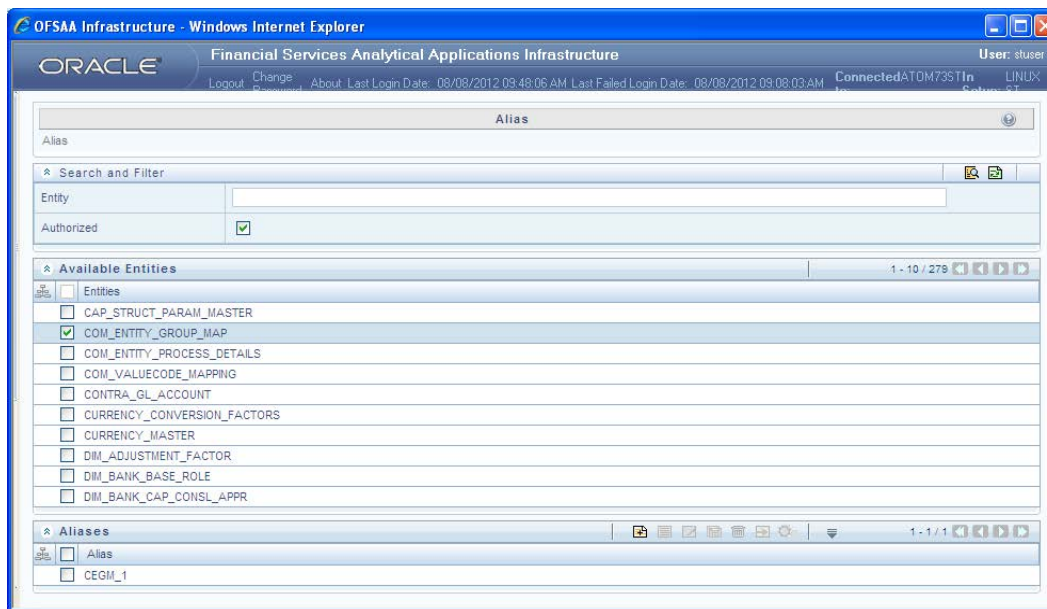 OFSAA Infrastructure - Windows Internet Explorer
ORACLE
Financial Services Analytical Applications Infrastructure
User: stuser
Logout Change About Last Login Date: 08/08/2012 09:48:06 AM Last Failed Login Date: 08/08/2012 09:08:03:AM Connected ATOM73ST In LINUX
Alias
Alias
Search and Filter
Entity
Authorized
Available Entities 1 - 10 / 279
Entities
CAP_STRUCT_PARAM_MASTER
COM_ENTITY_GROUP_MAP
COM_ENTITY_PROCESS_DETAILS
COM_VALUECODE_MAPPING
CONTRA_GL_ACCOUNT
CURRENCY_CONVERSION_FACTORS
CURRENCY_MASTER
DIM_ADJUSTMENT_FACTOR
DIM_BANK_BASE_ROLE
DIM_BANK_CAP_CONSL_APPR
Aliases 1 - 1 / 1
Alias
CEGM_1